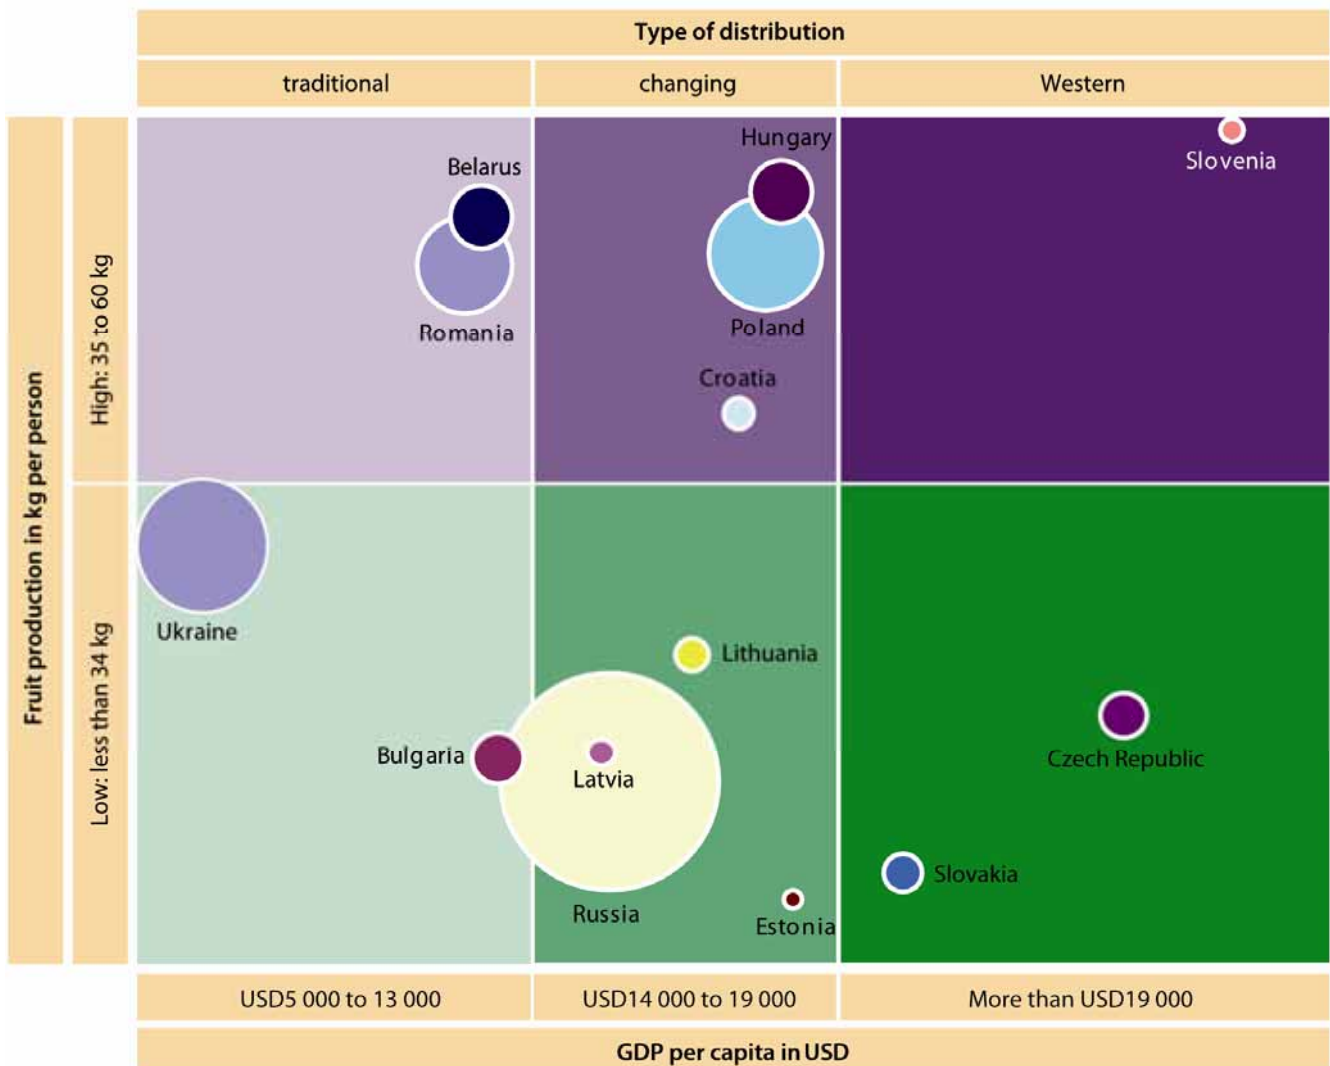 Type of distribution
traditional
changing
Western
Fruit production in kg per person
High: 35 to 60 kg
Low: less than 34 kg
Hungary
Slovenia
Belarus
Romania
Poland
Croatia
Ukraine
Lithuania
Bulgaria
Latvia
Czech Republic
Slovakia
Russia
Estonia
USD5 000 to 13 000
USD14 000 to 19 000
More than USD19 000
GDP per capita in USD